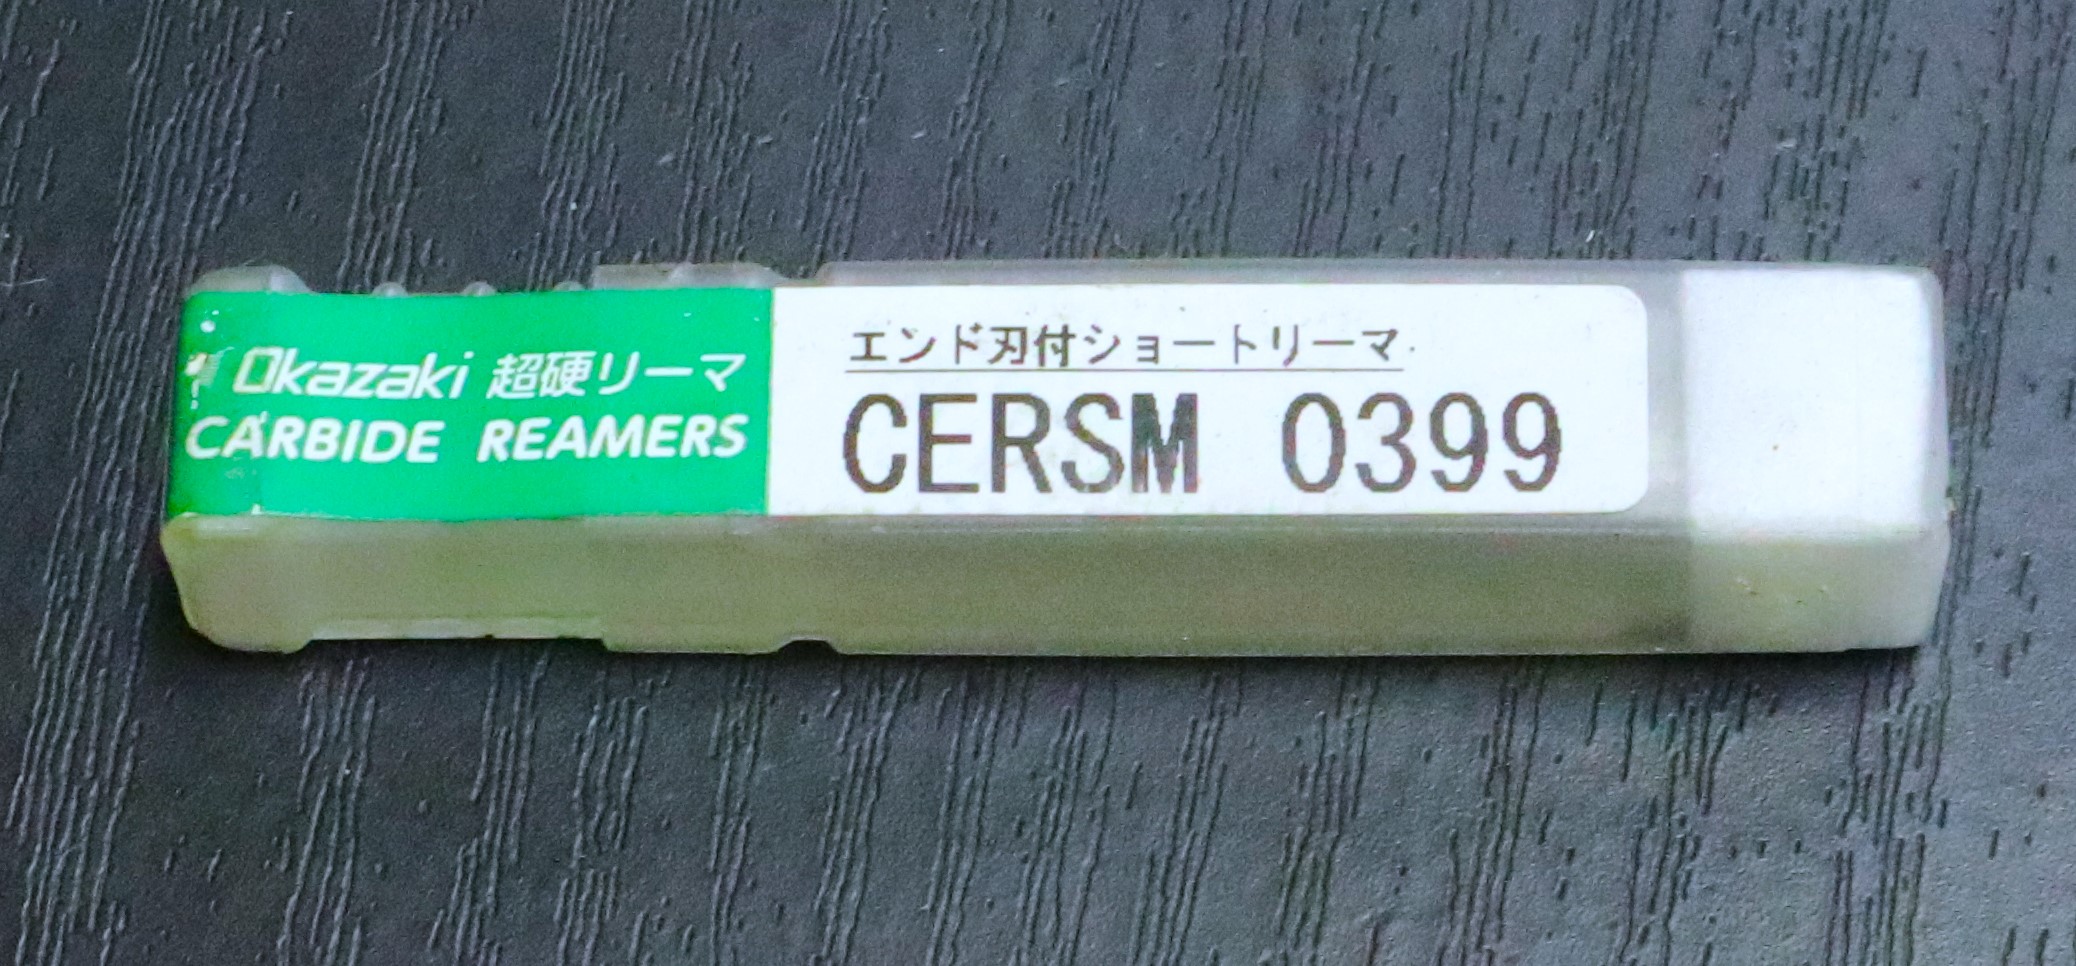 Okazaki 超硬リーマ
CARBIDE REAMERS
エンド刃付ショートリーマ
CERSM 0399